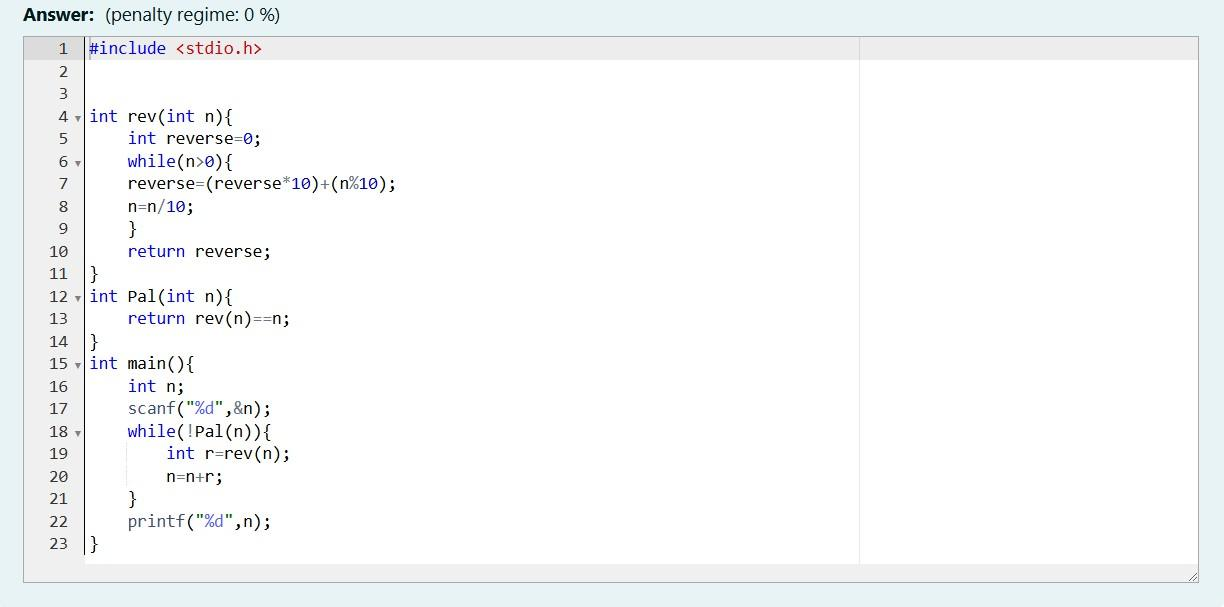 Answer: (penalty regime: 0 %)
1 #include <stdio.h>
2
3
4 int rev(int n){
5     int reverse=0;
6     while(n>0){
7     reverse=(reverse*10)+(n%10);
8     n=n/10;
9     }
10     return reverse;
11 }
12 int Pal(int n){
13     return rev(n)==n;
14 }
15 int main(){
16     int n;
17     scanf("%d",&n);
18     while(!Pal(n)){
19         int r=rev(n);
20         n=n+r;
21     }
22     printf("%d",n);
23 }